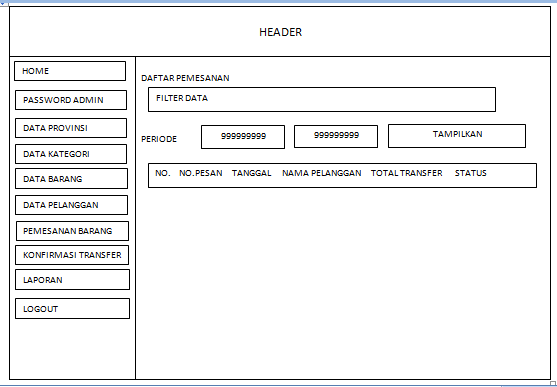 HEADER
HOME
PASSWORD ADMIN
DATA PROVINSI
DATA KATEGORI
DATA BARANG
DATA PELANGGAN
PEMESANAN BARANG
KONFIRMASI TRANSFER
LAPORAN
LOGOUT
DAFTAR PEMESANAN
FILTER DATA
PERIODE 999999999 999999999 TAMPILKAN
NO. NO.PESAN TANGGAL NAMA PELANGGAN TOTAL TRANSFER STATUS